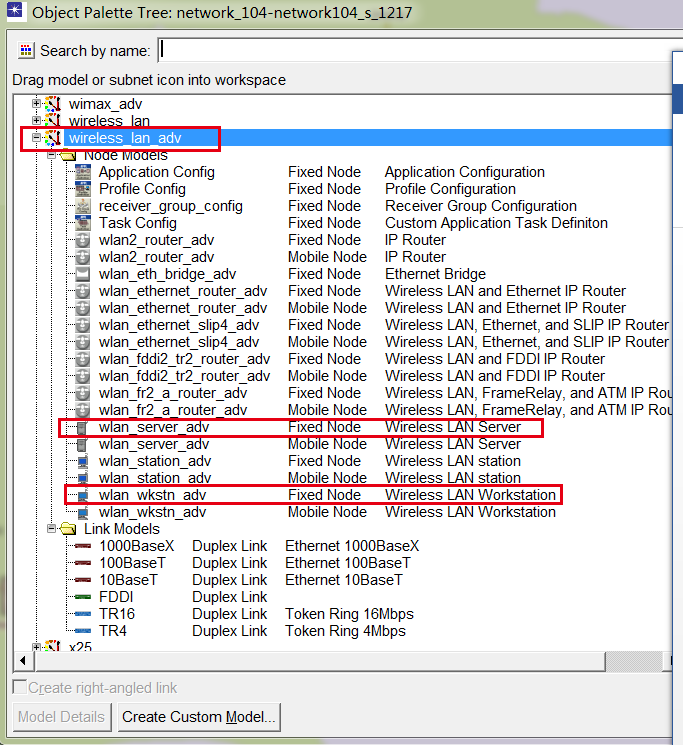 Object Palette Tree: network_104-network104_s_1217
Search by name:
Drag model or subnet icon into workspace
wimax_adv
wireless_lan
wireless_lan_adv
Node Models
Application Config Fixed Node Application Configuration
Profile Config Fixed Node Profile Configuration
receiver_group_config Fixed Node Receiver Group Configuration
Task Config Fixed Node Custom Application Task Definiton
wlan2_router_adv Fixed Node IP Router
wlan2_router_adv Mobile Node IP Router
wlan_eth_bridge_adv Fixed Node Ethernet Bridge
wlan_ethernet_router_adv Fixed Node Wireless LAN and Ethernet IP Router
wlan_ethernet_router_adv Mobile Node Wireless LAN and Ethernet IP Router
wlan_ethernet_slip4_adv Fixed Node Wireless LAN, Ethernet, and SLIP IP Router
wlan_ethernet_slip4_adv Mobile Node Wireless LAN, Ethernet, and SLIP IP Router
wlan_fddi2_tr2_router_adv Fixed Node Wireless LAN and FDDI IP Router
wlan_fddi2_tr2_router_adv Mobile Node Wireless LAN and FDDI IP Router
wlan_fr2_a_router_adv Fixed Node Wireless LAN, FrameRelay, and ATM IP Rou
wlan_fr2_a_router_adv Mobile Node Wireless LAN, FrameRelay, and ATM IP Rou
wlan_server_adv Fixed Node Wireless LAN Server
wlan_server_adv Mobile Node Wireless LAN Server
wlan_station_adv Fixed Node Wireless LAN station
wlan_station_adv Mobile Node Wireless LAN station
wlan_wkstn_adv Fixed Node Wireless LAN Workstation
wlan_wkstn_adv Mobile Node Wireless LAN Workstation
Link Models
1000BaseX Duplex Link Ethernet 1000BaseX
100BaseT Duplex Link Ethernet 100BaseT
10BaseT Duplex Link Ethernet 10BaseT
FDDI Duplex Link
TR16 Duplex Link Token Ring 16Mbps
TR4 Duplex Link Token Ring 4Mbps
x25
Create right-angled link
Model Details Create Custom Model...